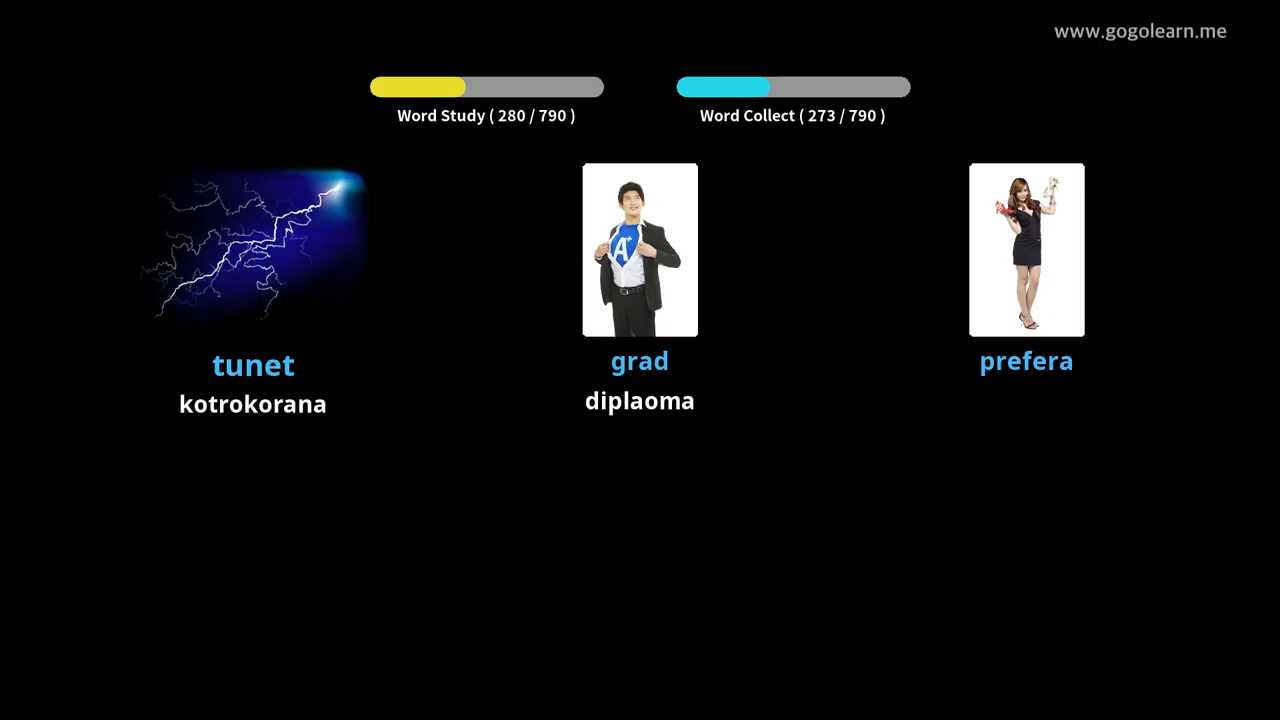 www.gogolearn.me
Word Study ( 280 / 790 )
Word Collect ( 273 / 790 )
A+
tunet
grad
prefera
kotrokorana
diplaoma